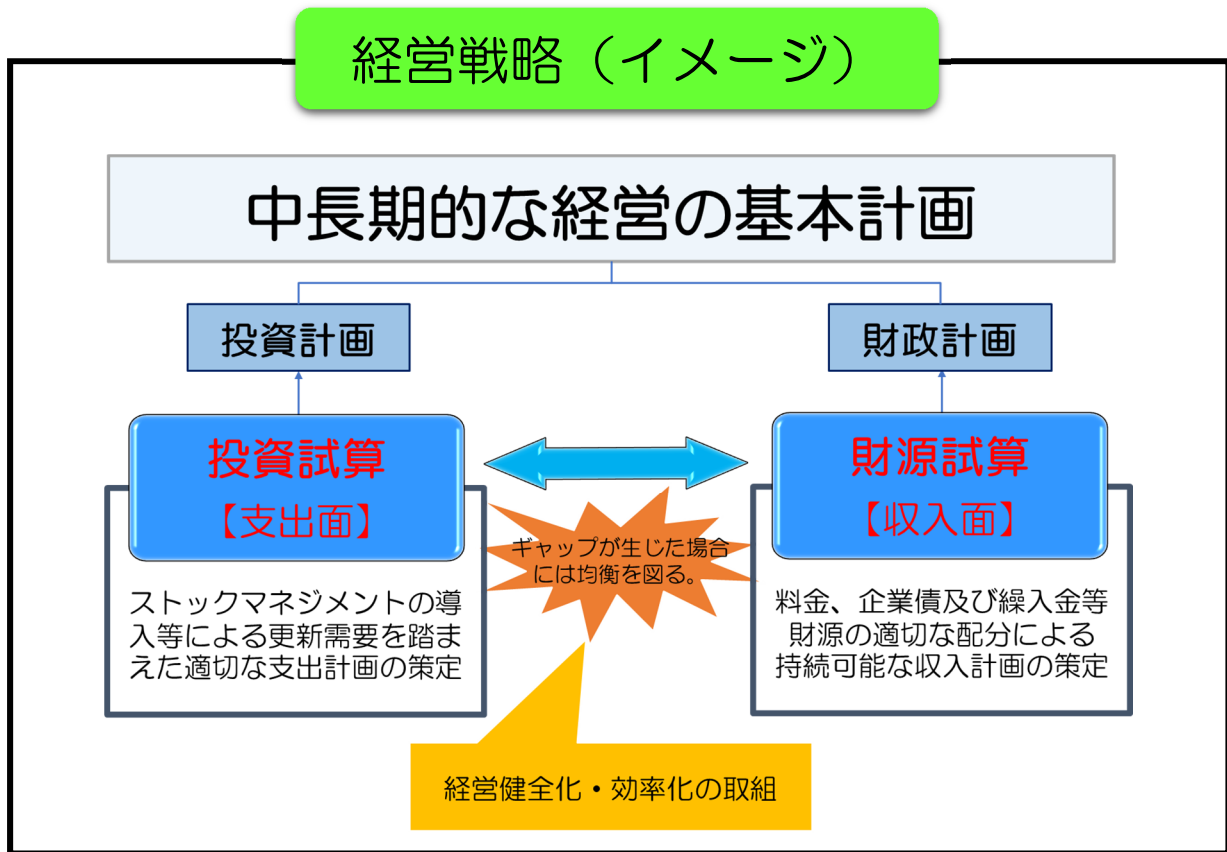 経営戦略（イメージ）
中長期的な経営の基本計画
投資計画
財政計画
投資試算
【支出面】
財源試算
【収入面】
ギャップが生じた場合
には均衡を図る。
ストックマネジメントの導
入等による更新需要を踏ま
えた適切な支出計画の策定
料金、企業債及び繰入金等
財源の適切な配分による
持続可能な収入計画の策定
経営健全化・効率化の取組